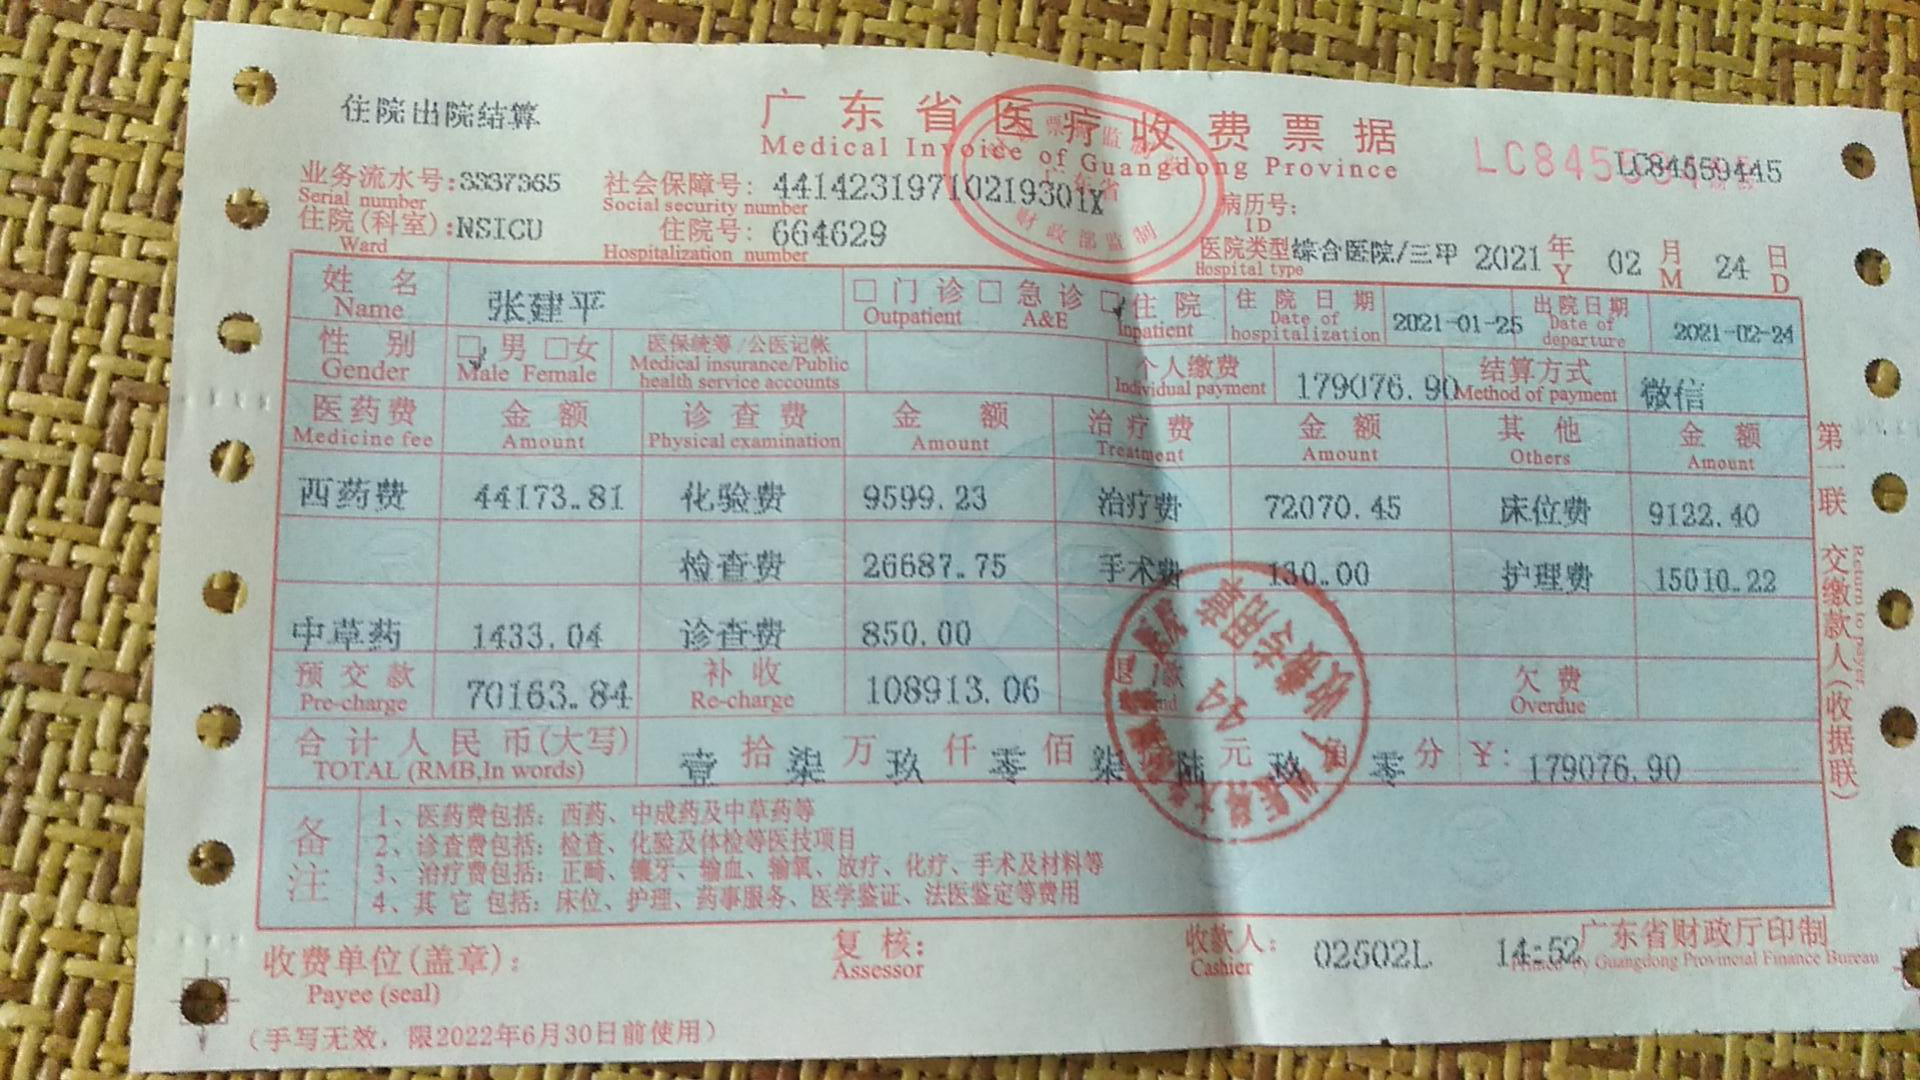 住院出院结算
广东省医疗收费票据
Medical Invoice of Guangdong Province
LC84559445
业务流水号:3337365 社会保障号: 44142319710219301X 病历号:
Serial number Social security number ID
住院(科室):NSICU 住院号: 664629 医院类型 综合医院/三甲 2021 年 02 月 24 日
Ward Hospitalization number Hospital type Y M D
姓名 张建平 □门诊 □急诊 □住院 住院日期 2021-01-25 出院日期 2021-02-24
Name Outpatient A&E Inpatient Date of hospitalization Date of departure
性别 □男 □女 医保统筹/公医记帐 个人缴费 179076.90 结算方式 微信
Gender Male Female Medical insurance/Public health service accounts Individual payment Method of payment
医药费 金额 诊查费 金额 治疗费 金额 其他 金额
Medicine fee Amount Physical examination Amount Treatment Amount Others Amount
西药费 44173.81 化验费 9599.23 治疗费 72070.45 床位费 9122.40
检查费 26687.75 手术费 130.00 护理费 15010.22
中草药 1433.04 诊查费 850.00
预交款 70163.84 补收 108913.06 欠费
Pre-charge Re-charge Overdue
合计人民币(大写) 壹拾柒万玖仟零佰柒 陆元玖 零分 ¥: 179076.90
TOTAL (RMB,In words)
备注
1、医药费包括: 西药、中成药及中草药等
2、诊查费包括: 检查、化验及体检等医技项目
3、治疗费包括: 正畸、镶牙、输血、输氧、放疗、化疗、手术及材料等
4、其它 包括: 床位、护理、药事服务、医学鉴证、法医鉴定等费用
收费单位(盖章): 复核: 收款人: 02502L 14:52 广东省财政厅印制
Payee (seal) Assessor Cashier Printed by Guangdong Provincial Finance Bureau
(手写无效, 限2022年6月30日前使用)
第一联 交缴款人(收据联)
Return to payer
财政部监制
收费专用章
44